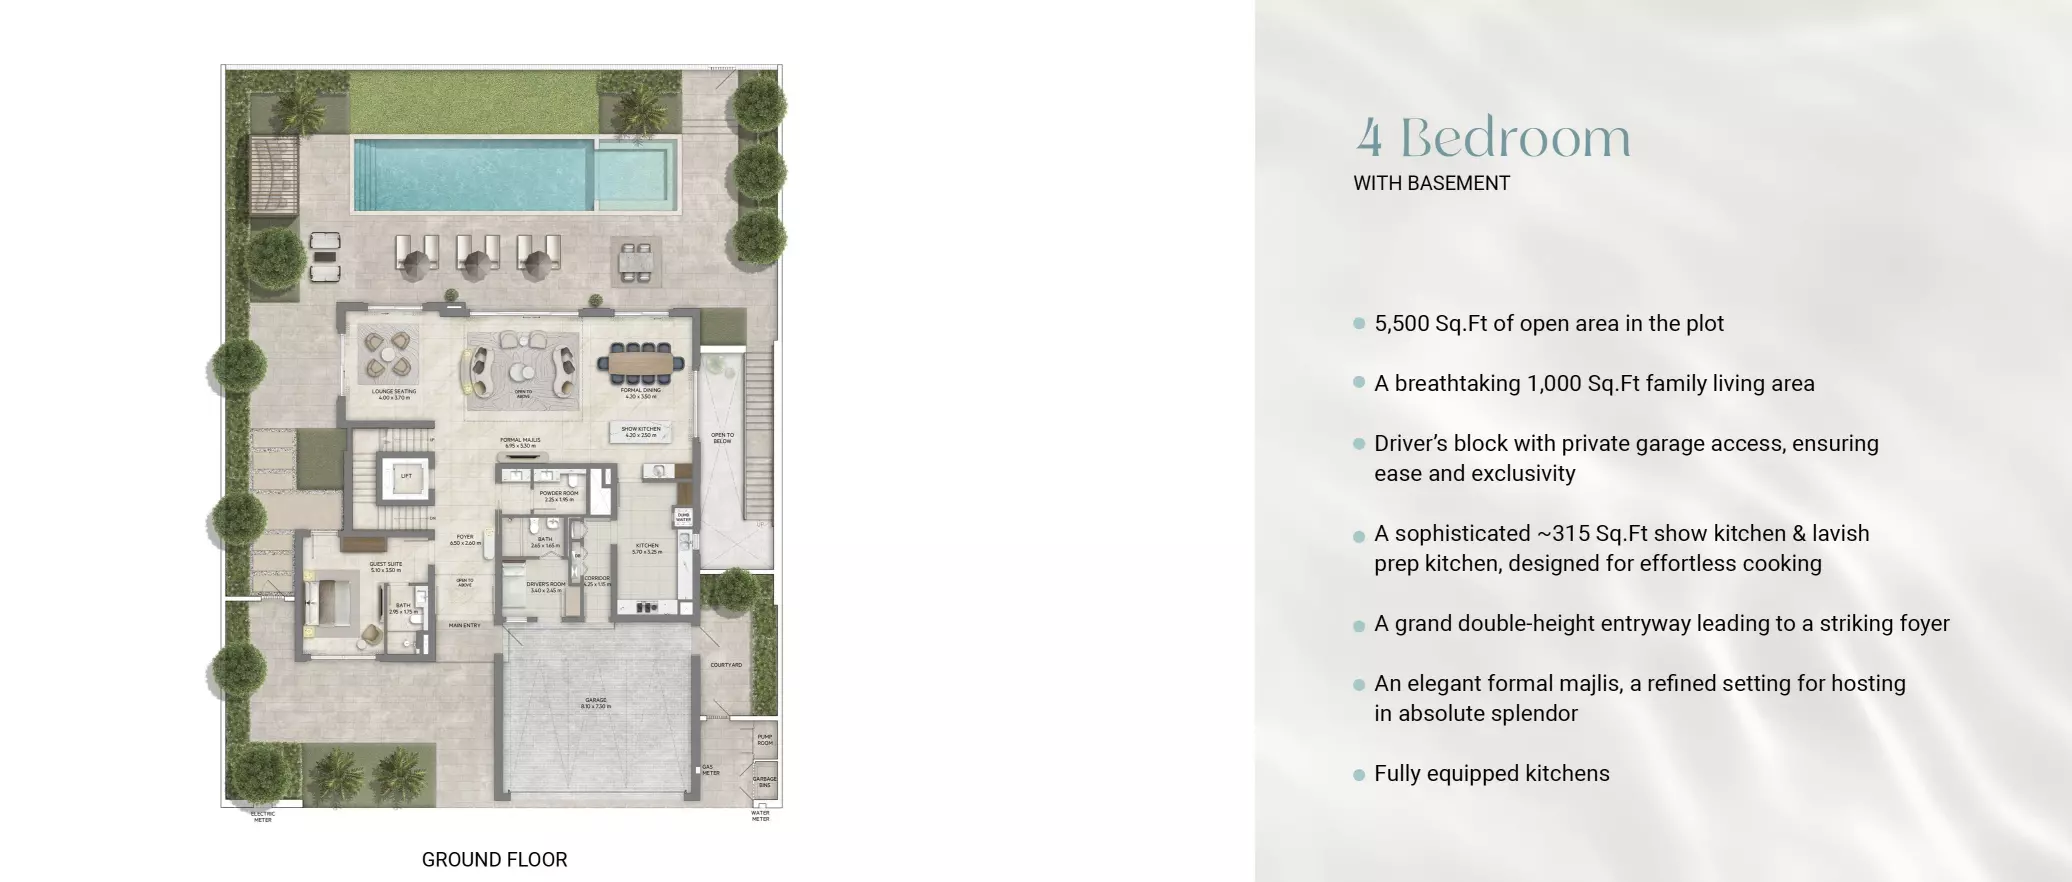 LOUNGE SEATING
4.00 x 3.70 m
OPEN TO
ABOVE
FORMAL DINING
4.20 x 3.50 m
SHOW KITCHEN
4.20 x 2.50 m
FORMAL MAJLIS
6.95 x 5.30 m
OPEN TO
BELOW
UP
LIFT
DN
POWDER ROOM
2.25 x 1.95 m
DUMB
WAITER
UP
FOYER
6.50 x 2.60 m
BATH
2.65 x 1.65 m
KITCHEN
5.70 x 3.25 m
GUEST SUITE
5.10 x 3.50 m
OPEN TO
ABOVE
DB
CORRIDOR
4.25 x 1.15 m
DRIVER'S ROOM
3.40 x 2.45 m
BATH
2.95 x 1.75 m
MAIN ENTRY
COURTYARD
GARAGE
8.10 x 7.30 m
PUMP
ROOM
GAS
METER
GARBAGE
BINS
ELECTRIC
METER
WATER
METER
GROUND FLOOR
4 Bedroom
WITH BASEMENT
5,500 Sq.Ft of open area in the plot
A breathtaking 1,000 Sq.Ft family living area
Driver’s block with private garage access, ensuring
ease and exclusivity
A sophisticated ~315 Sq.Ft show kitchen & lavish
prep kitchen, designed for effortless cooking
A grand double-height entryway leading to a striking foyer
An elegant formal majlis, a refined setting for hosting
in absolute splendor
Fully equipped kitchens